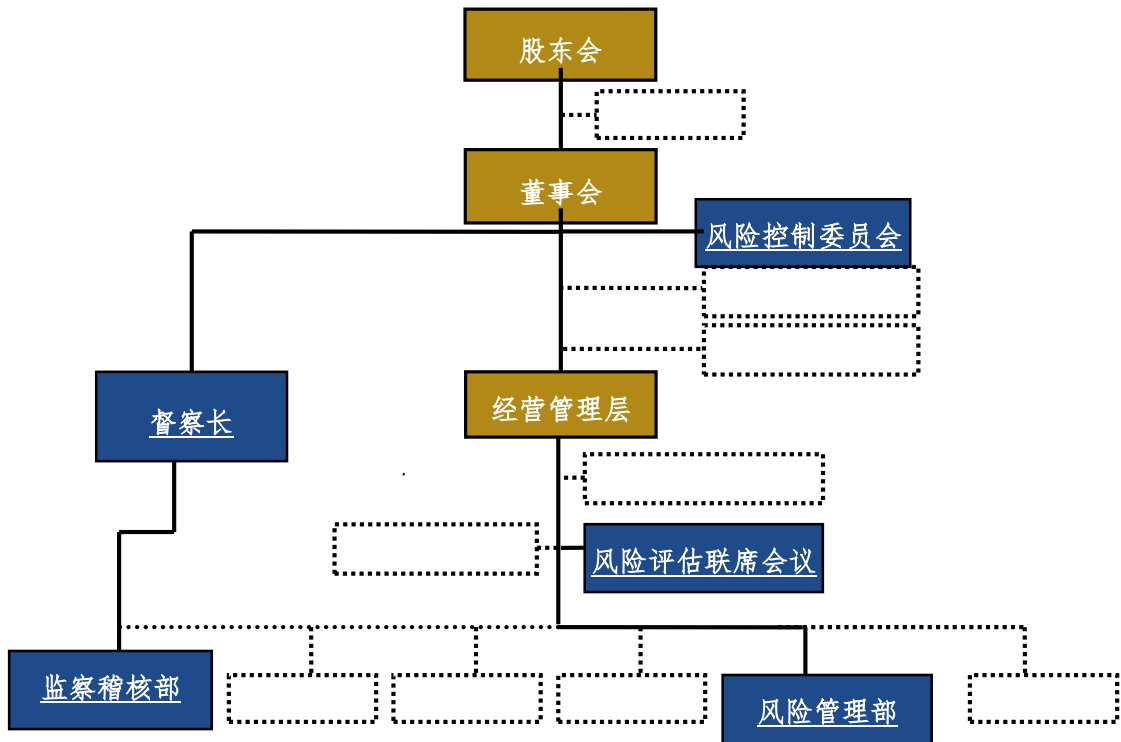 股东会
董事会
风险控制委员会
督察长
经营管理层
风险评估联席会议
监察稽核部
风险管理部